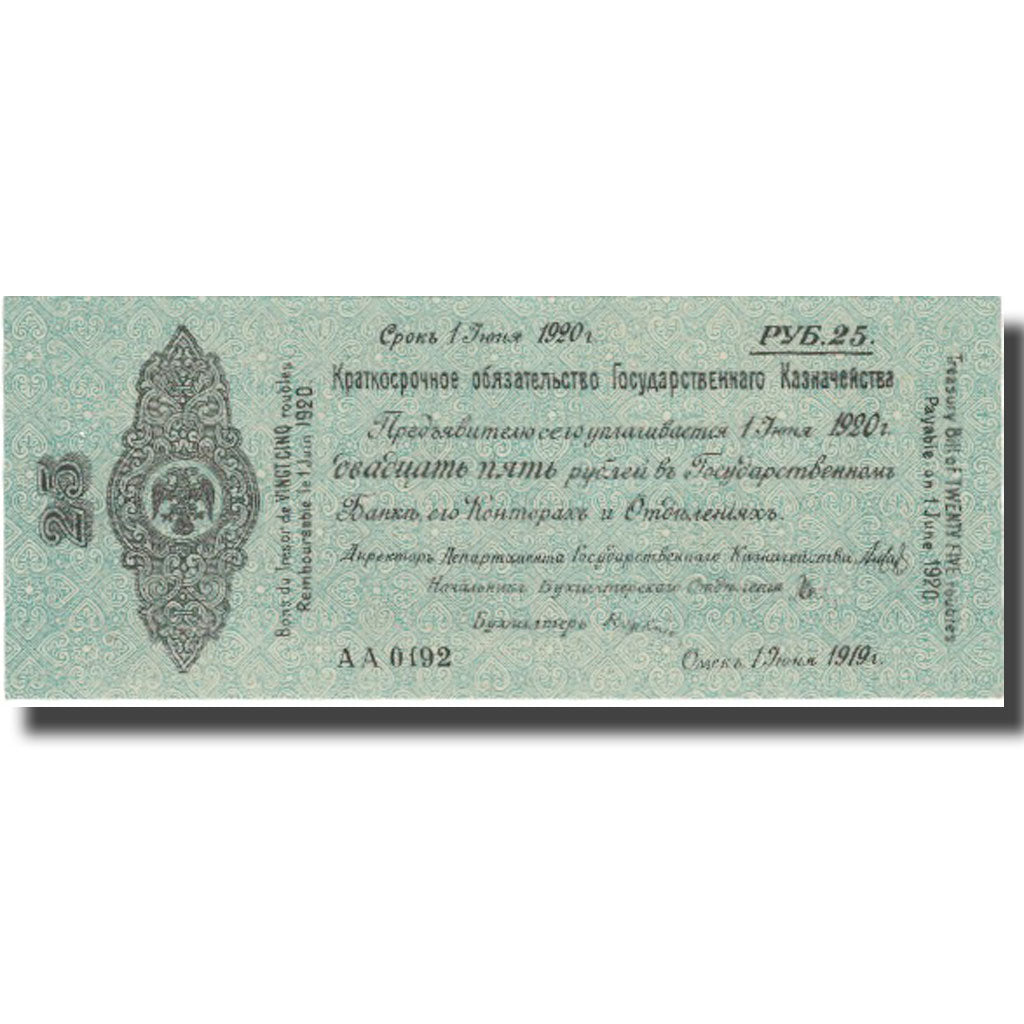 25
Bons du Tresor de VINGT CINQ roubles
Remboursable le 1 Juin 1920
Срокъ 1 Іюня 1920 г.
РУБ. 25.
Краткосрочное обязательство Государственнаго Казначейства
Предъявителю сего уплачивается 1 Іюня 1920 г.
двадцать пять рублей въ Государственномъ
Банкѣ, его Конторахъ и Отдѣленіяхъ.
Директоръ Департамента Государственнаго Казначейства
Начальникъ Бухгалтерскаго Отдѣленія
Бухгалтеръ
АА 0192
Омскъ, 1 Іюня 1919 г.
Treasury Bill of TWENTY FIVE roubles
Payable on 1 June 1920